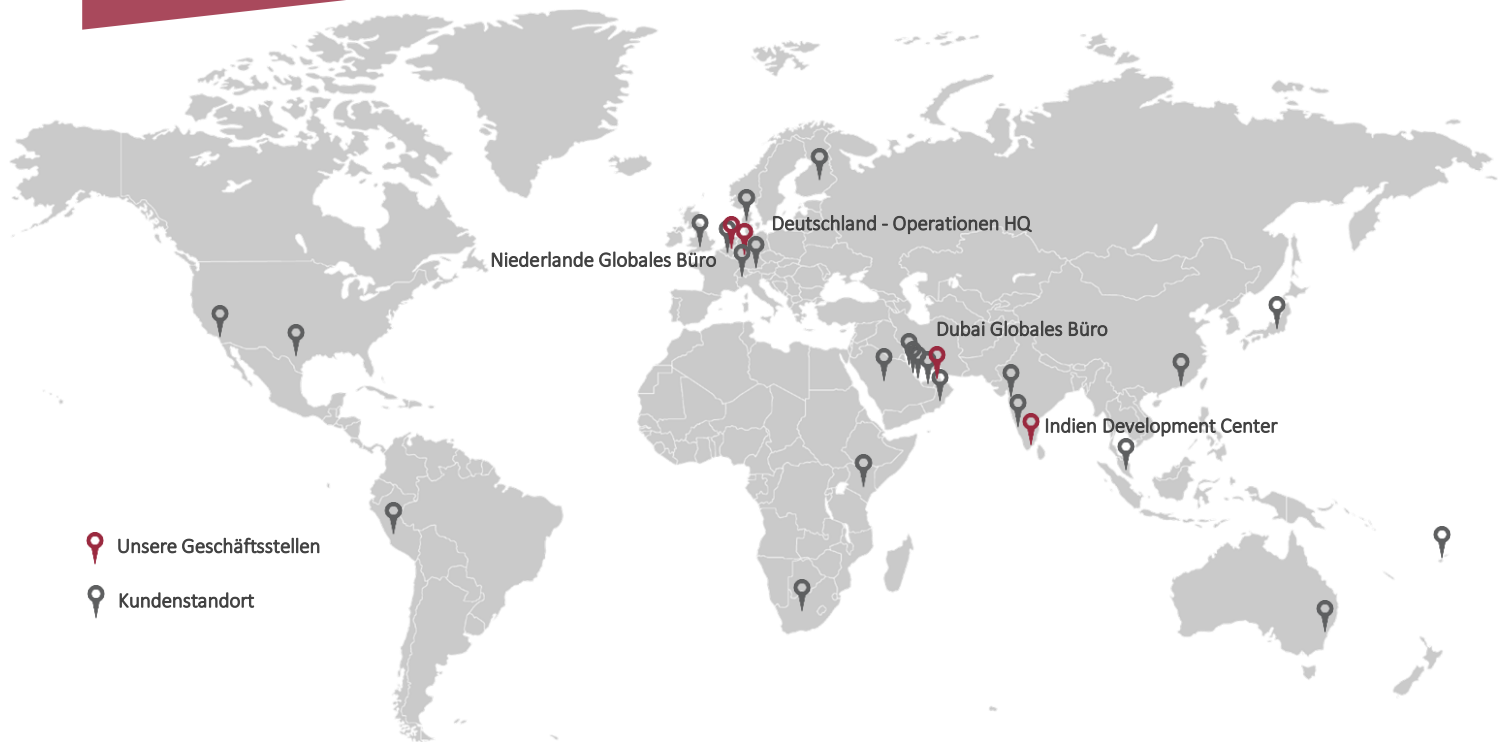 Deutschland - Operationen HQ
Niederlande Globales Büro
Dubai Globales Büro
Indien Development Center
Unsere Geschäftsstellen
Kundenstandort